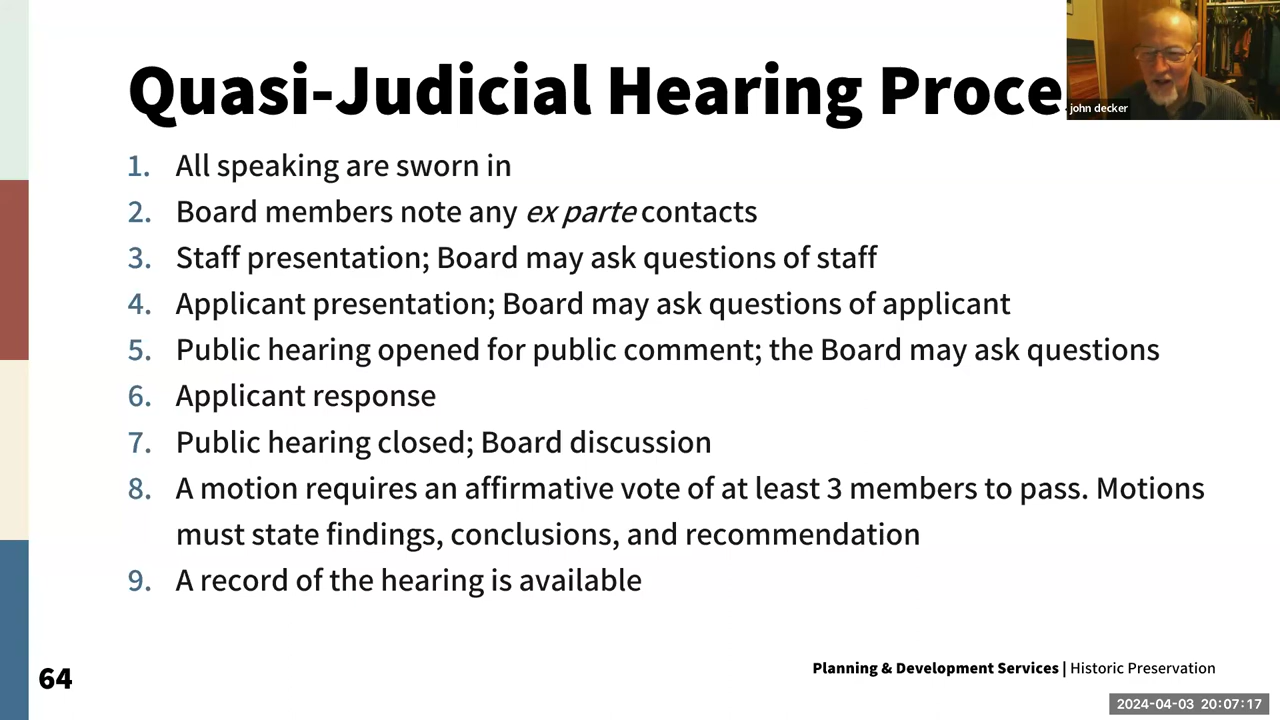 Quasi-Judicial Hearing Proce
john decker
1. All speaking are sworn in
2. Board members note any ex parte contacts
3. Staff presentation; Board may ask questions of staff
4. Applicant presentation; Board may ask questions of applicant
5. Public hearing opened for public comment; the Board may ask questions
6. Applicant response
7. Public hearing closed; Board discussion
8. A motion requires an affirmative vote of at least 3 members to pass. Motions
must state findings, conclusions, and recommendation
9. A record of the hearing is available
64
Planning & Development Services | Historic Preservation
2024-04-03 20:07:17